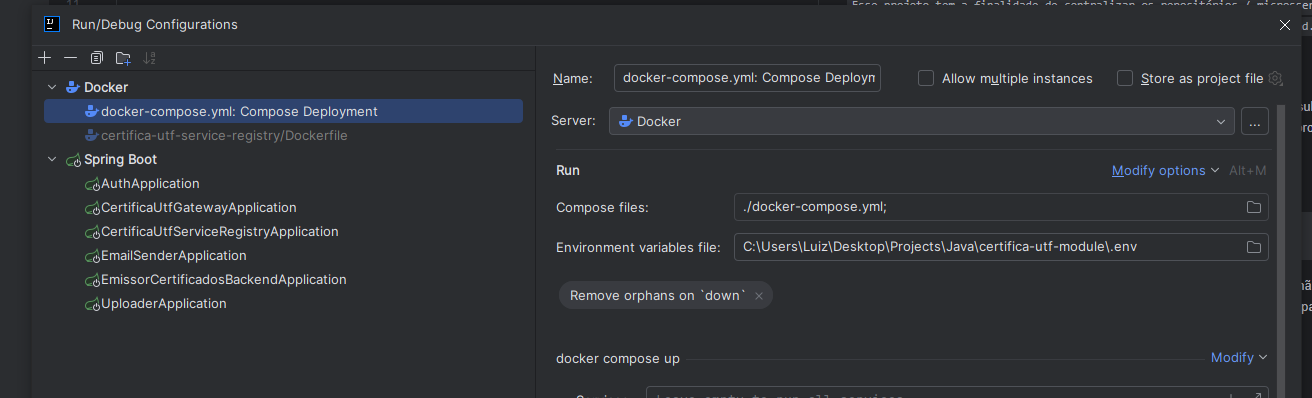 11
Run/Debug Configurations
Docker
docker-compose.yml: Compose Deployment
certifica-utf-service-registry/Dockerfile
Spring Boot
AuthApplication
CertificaUtfGatewayApplication
CertificaUtfServiceRegistryApplication
EmailSenderApplication
EmissorCertificadosBackendApplication
UploaderApplication
Name: docker-compose.yml: Compose Deploym
Allow multiple instances
Store as project file
Server: Docker
...
Run
Modify options Alt+M
Compose files: ./docker-compose.yml;
Environment variables file: C:\Users\Luiz\Desktop\Projects\Java\certifica-utf-module\.env
Remove orphans on `down`
docker compose up
Modify